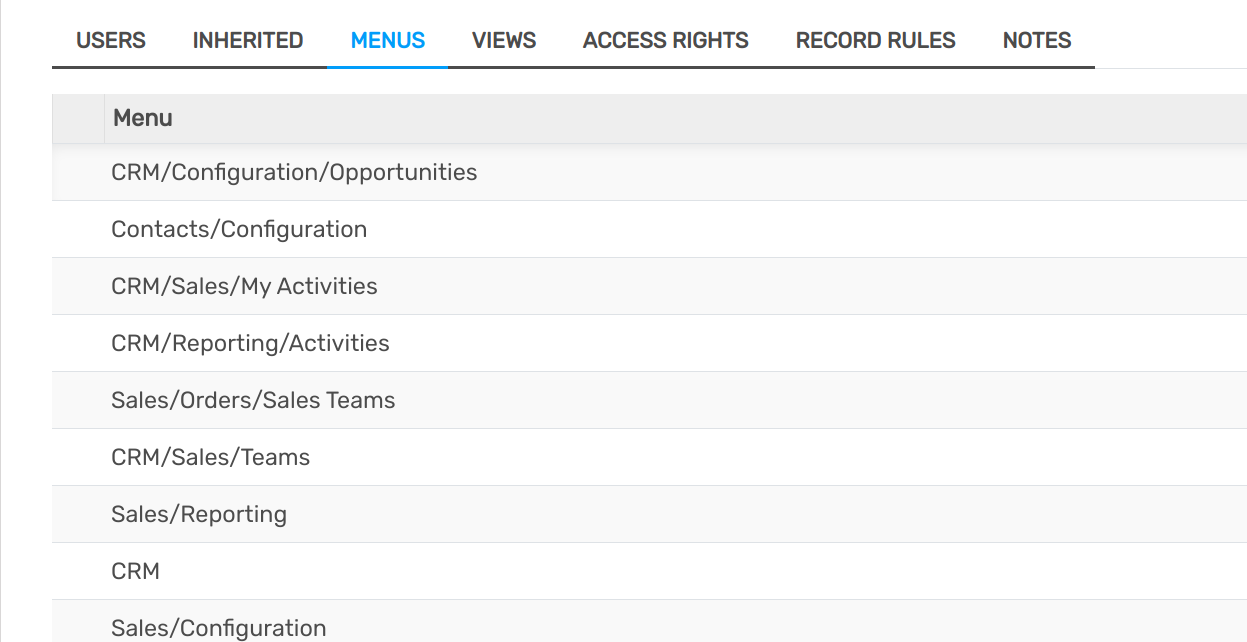 USERS INHERITED MENUS VIEWS ACCESS RIGHTS RECORD RULES NOTES
Menu
CRM/Configuration/Opportunities
Contacts/Configuration
CRM/Sales/My Activities
CRM/Reporting/Activities
Sales/Orders/Sales Teams
CRM/Sales/Teams
Sales/Reporting
CRM
Sales/Configuration